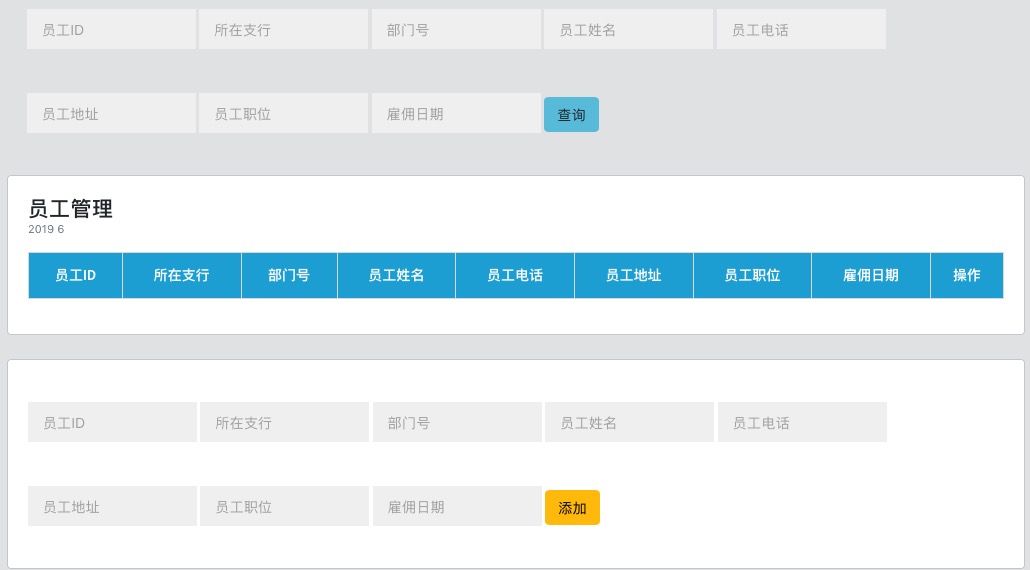 员工ID 所在支行 部门号 员工姓名 员工电话
员工地址 员工职位 雇佣日期 查询
员工管理
2019 6
员工ID 所在支行 部门号 员工姓名 员工电话 员工地址 员工职位 雇佣日期 操作
员工ID 所在支行 部门号 员工姓名 员工电话
员工地址 员工职位 雇佣日期 添加